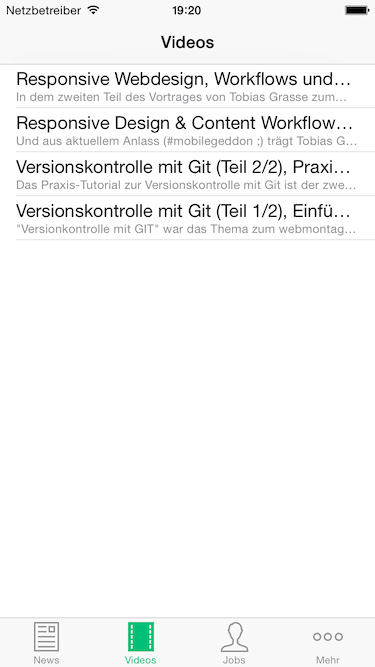 Netzbetreiber 19:20
Videos
Responsive Webdesign, Workflows und…
In dem zweiten Teil des Vortrages von Tobias Grasse zum…
Responsive Design & Content Workflow…
Und aus aktuellem Anlass (#mobilegeddon ;) trägt Tobias G…
Versionskontrolle mit Git (Teil 2/2), Praxi…
Das Praxis-Tutorial zur Versionskontrolle mit Git ist der zwe…
Versionskontrolle mit Git (Teil 1/2), Einfü…
"Versionkontrolle mit GIT" war das Thema zum webmontag…
News Videos Jobs Mehr